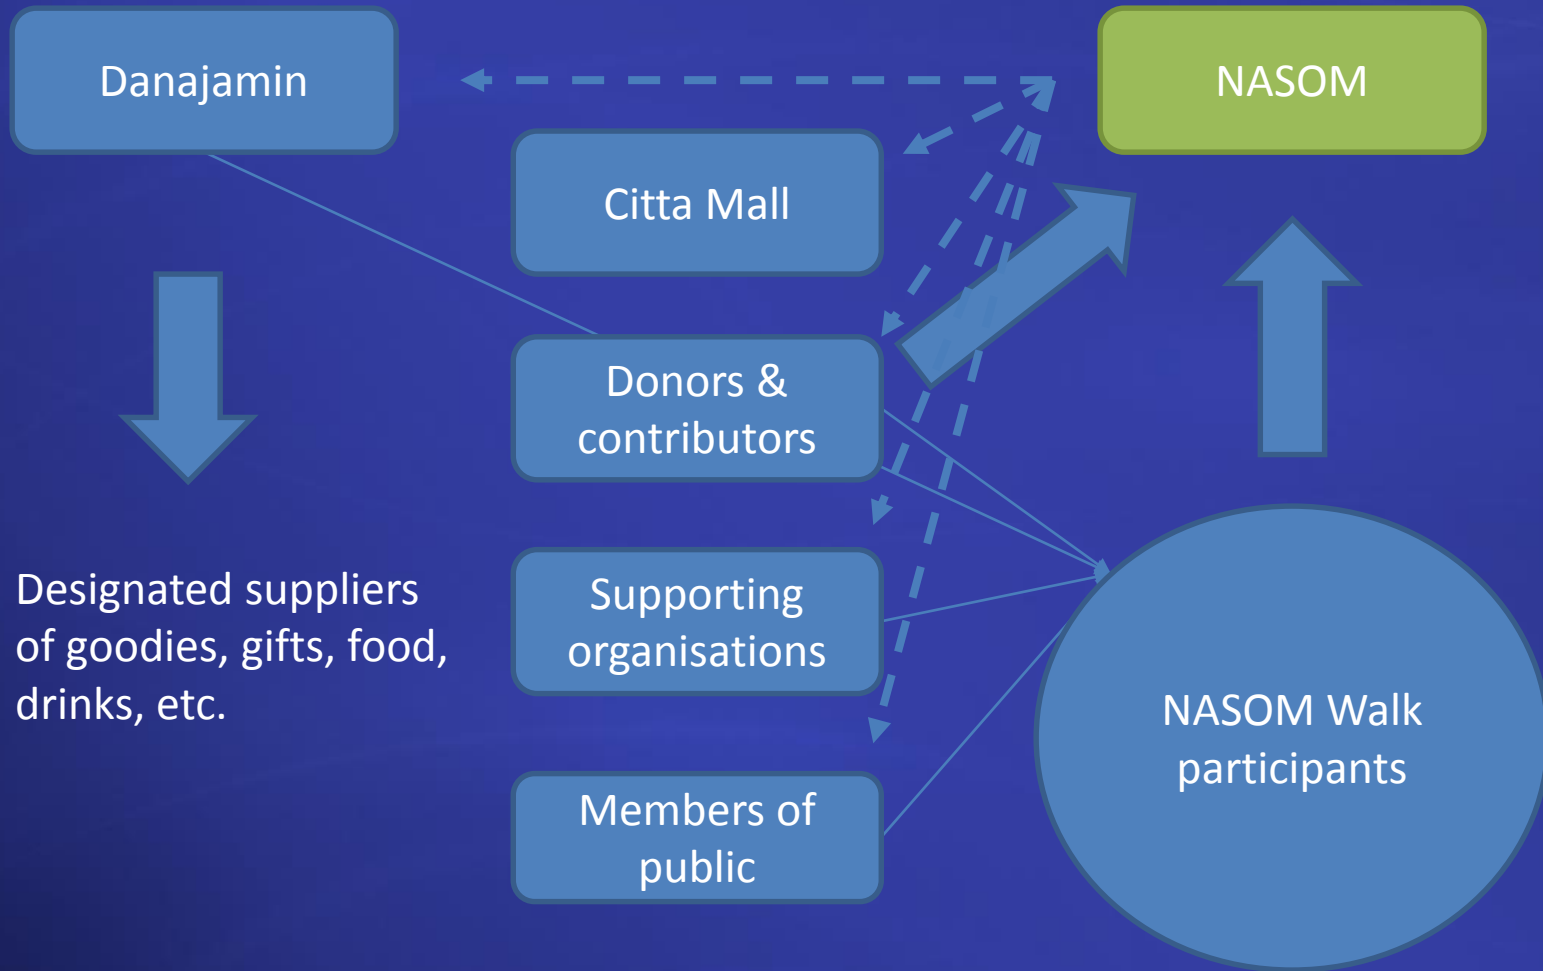 Danajamin
NASOM
Citta Mall
Donors &
contributors
Designated suppliers
of goodies, gifts, food,
drinks, etc.
Supporting
organisations
NASOM Walk
participants
Members of
public